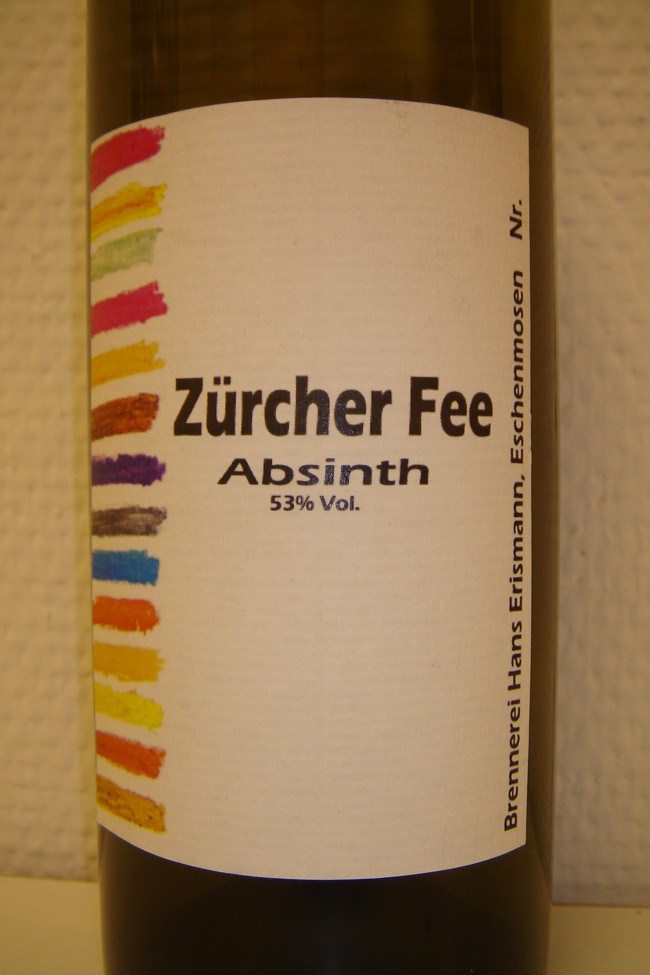 Zürcher Fee
Absinth
53% Vol.
Brennerei Hans Erismann, Eschenmosen Nr.